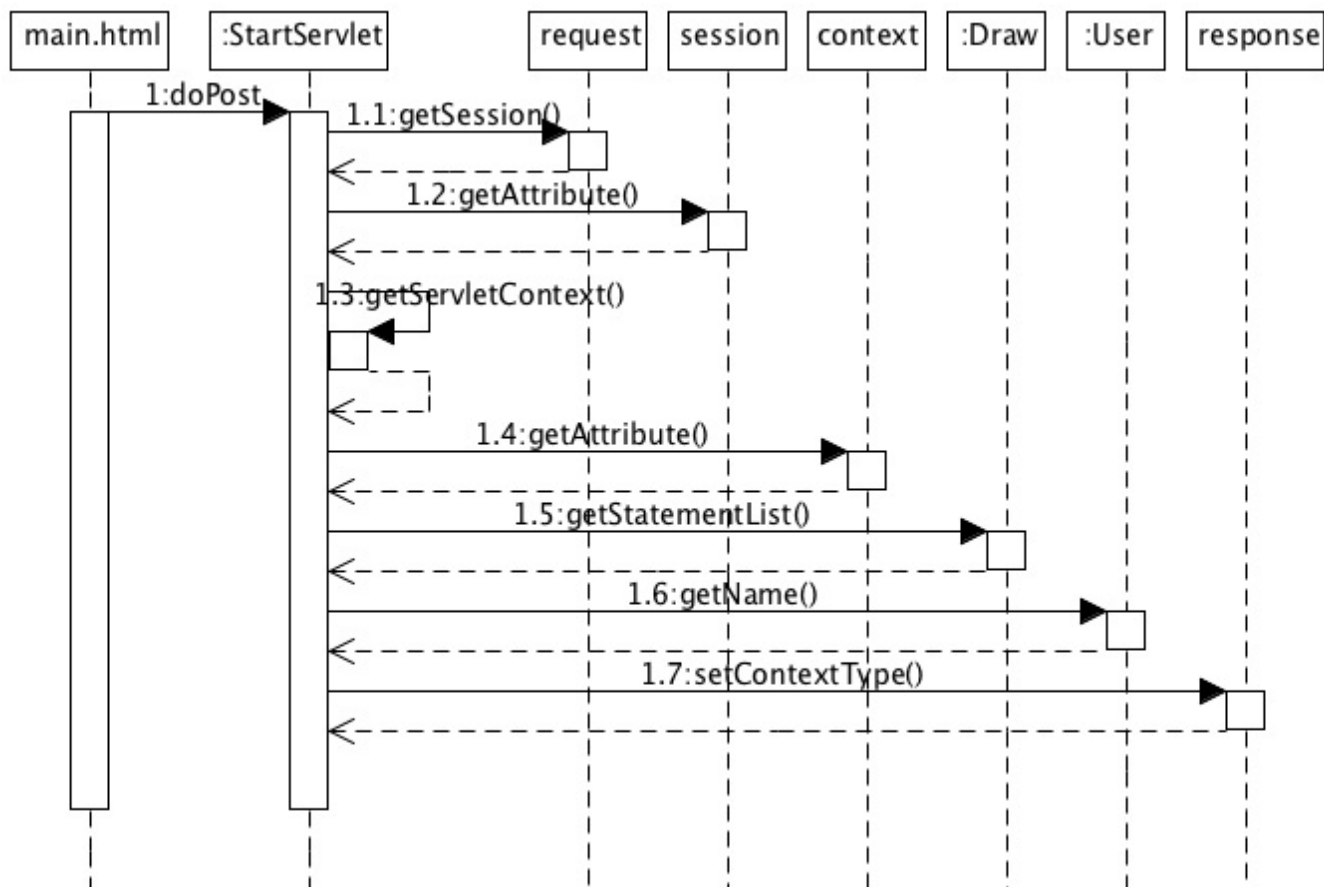 main.html :StartServlet request session context :Draw :User response
1:doPost
1.1:getSession()
1.2:getAttribute()
1.3:getServletContext()
1.4:getAttribute()
1.5:getStatementList()
1.6:getName()
1.7:setContextType()